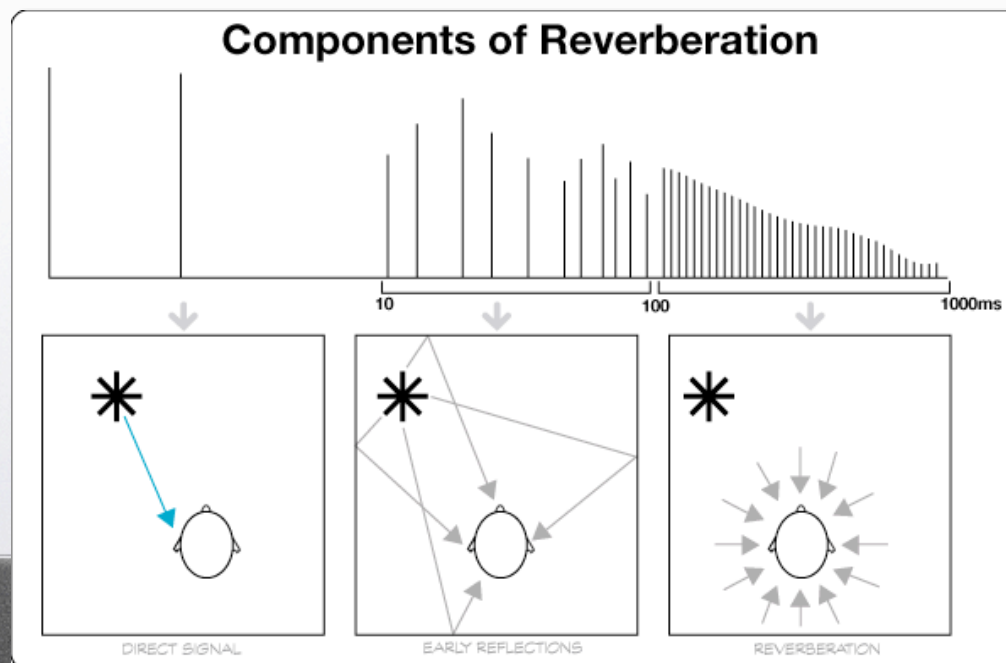 Components of Reverberation
10
100
1000ms
DIRECT SIGNAL
EARLY REFLECTIONS
REVERBERATION